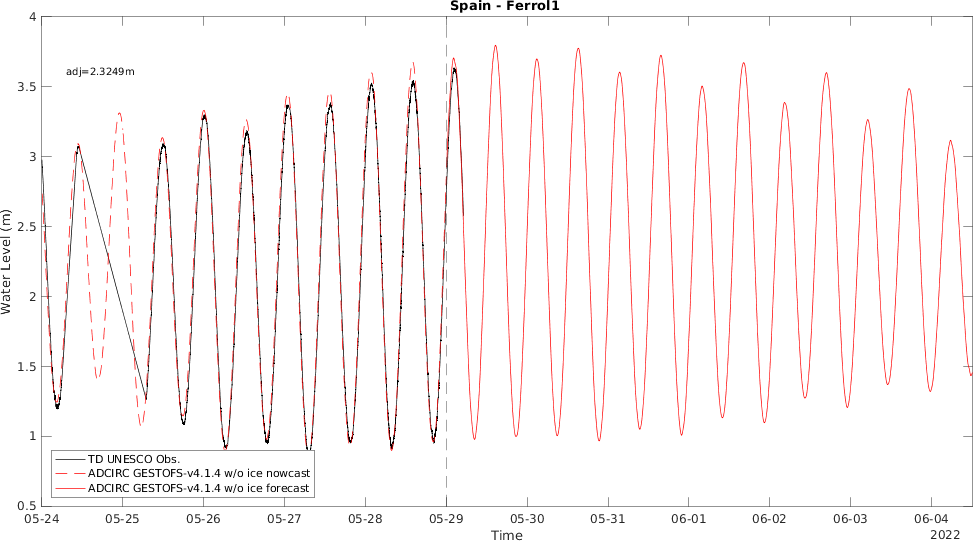 Spain - Ferrol1
4
3.5
3
2.5
2
1.5
1
0.5
Water Level (m)
adj=2.3249m
TD UNESCO Obs.
ADCIRC GESTOFS-v4.1.4 w/o ice nowcast
ADCIRC GESTOFS-v4.1.4 w/o ice forecast
05-24 05-25 05-26 05-27 05-28 05-29 05-30 05-31 06-01 06-02 06-03 06-04
Time
2022